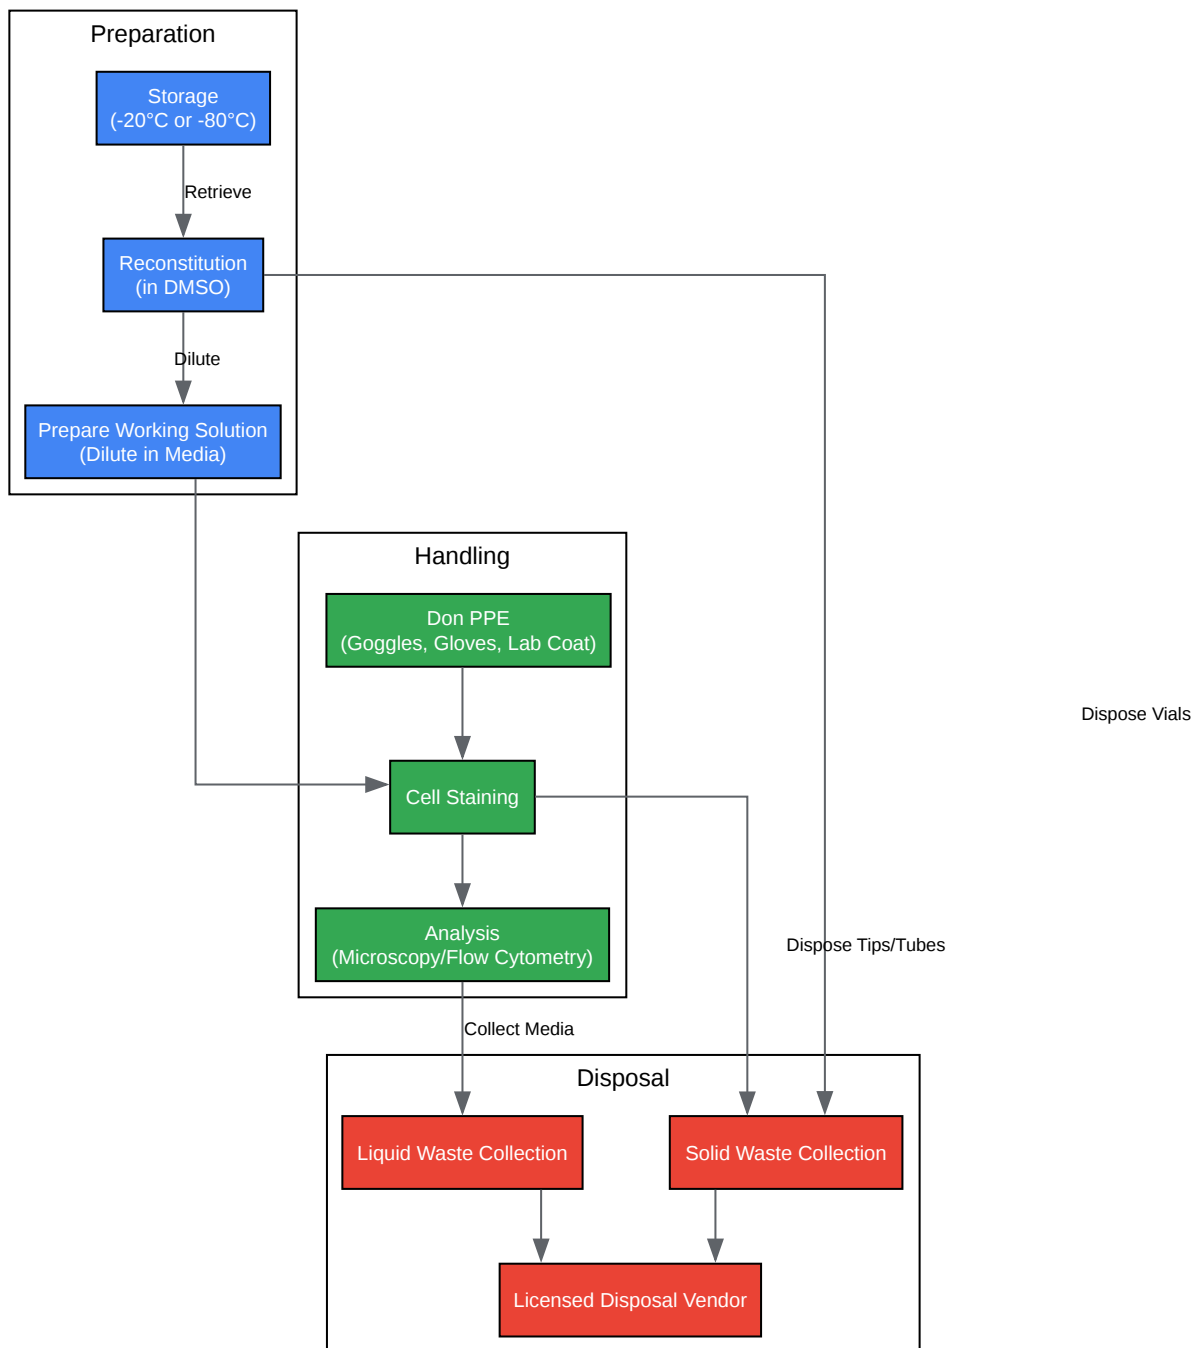 Preparation
Storage
(-20°C or -80°C)
Retrieve
Reconstitution
(in DMSO)
Dilute
Prepare Working Solution
(Dilute in Media)
Handling
Don PPE
(Goggles, Gloves, Lab Coat)
Dispose Vials
Cell Staining
Analysis
(Microscopy/Flow Cytometry)
Dispose Tips/Tubes
Collect Media
Disposal
Liquid Waste Collection
Solid Waste Collection
Licensed Disposal Vendor